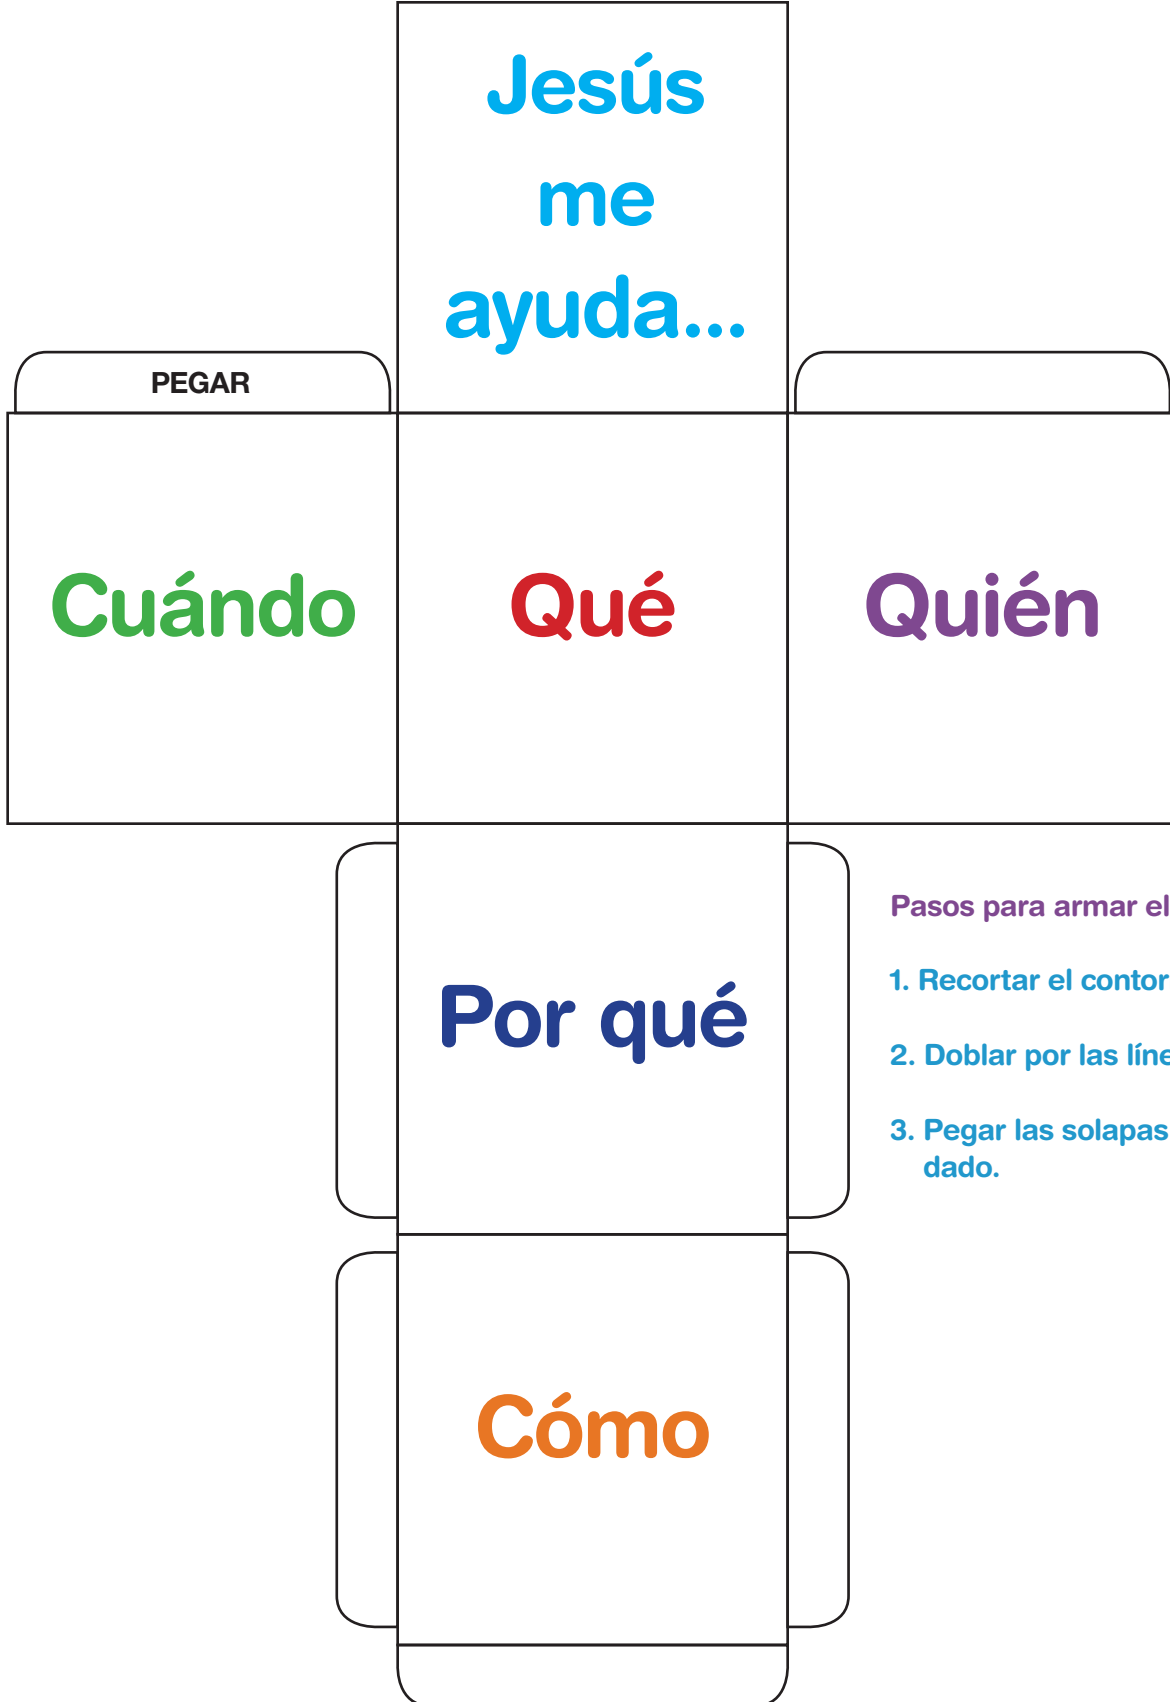 Jesús
me
ayuda...
PEGAR
Cuándo
Qué
Quién
Por qué
Pasos para armar el
1. Recortar el contor
2. Doblar por las líne
3. Pegar las solapas
dado.
Cómo